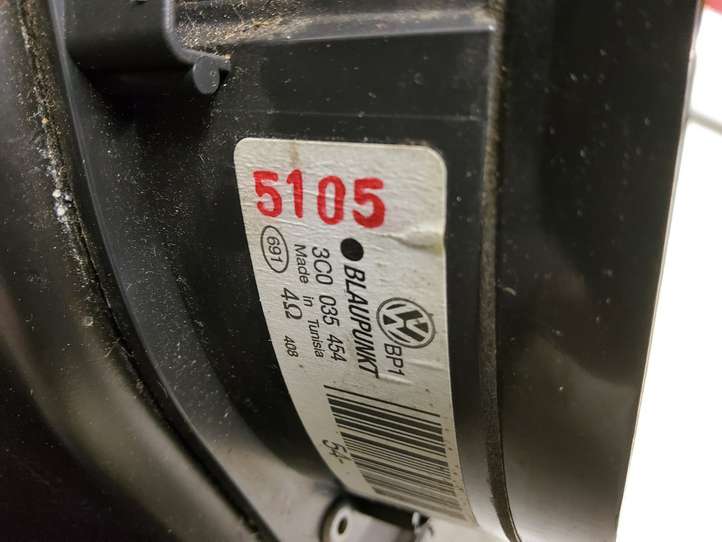 5105
BP1
BLAUPUNKT
3C0 035 454
Made in Tunisia
691 4Ω 408